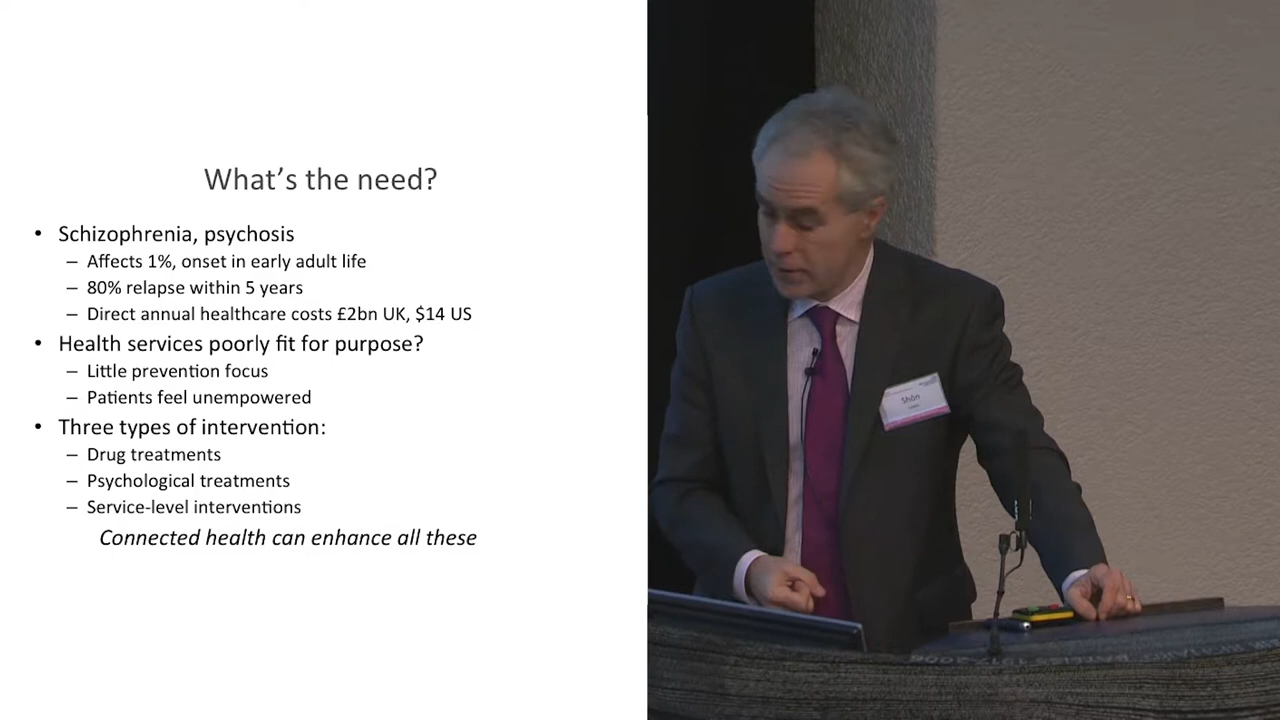 What's the need?
• Schizophrenia, psychosis
– Affects 1%, onset in early adult life
– 80% relapse within 5 years
– Direct annual healthcare costs £2bn UK, $14 US
• Health services poorly fit for purpose?
– Little prevention focus
– Patients feel unempowered
• Three types of intervention:
– Drug treatments
– Psychological treatments
– Service-level interventions
Connected health can enhance all these
Shôn